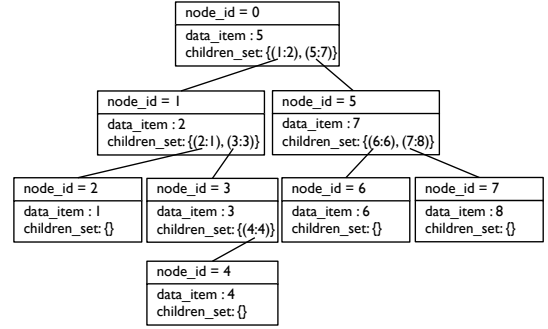 node_id = 0
data_item : 5
children_set: {(1:2), (5:7)}
node_id = 1
data_item : 2
children_set: {(2:1), (3:3)}
node_id = 5
data_item : 7
children_set: {(6:6), (7:8)}
node_id = 2
data_item : 1
children_set: {}
node_id = 3
data_item : 3
children_set: {(4:4)}
node_id = 6
data_item : 6
children_set: {}
node_id = 7
data_item : 8
children_set: {}
node_id = 4
data_item : 4
children_set: {}